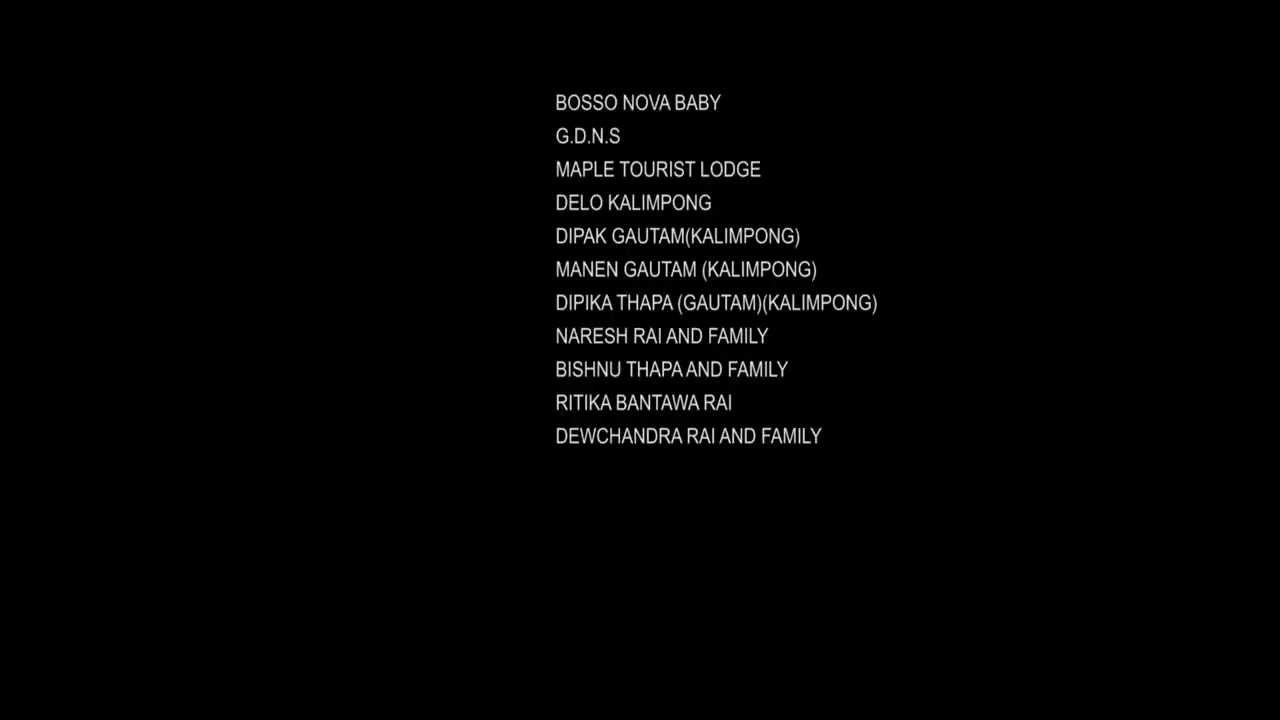 BOSSO NOVA BABY
G.D.N.S
MAPLE TOURIST LODGE
DELO KALIMPONG
DIPAK GAUTAM(KALIMPONG)
MANEN GAUTAM (KALIMPONG)
DIPIKA THAPA (GAUTAM)(KALIMPONG)
NARESH RAI AND FAMILY
BISHNU THAPA AND FAMILY
RITIKA BANTAWA RAI
DEWCHANDRA RAI AND FAMILY